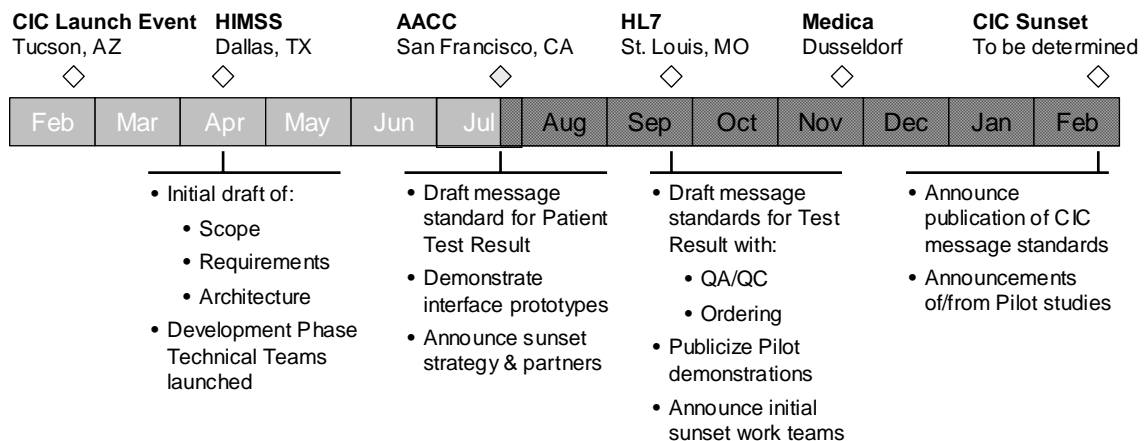 CIC Launch Event
Tucson, AZ
HIMSS
Dallas, TX
AACC
San Francisco, CA
HL7
St. Louis, MO
Medica
Dusseldorf
CIC Sunset
To be determined
Feb Mar Apr May Jun Jul Aug Sep Oct Nov Dec Jan Feb
• Initial draft of:
• Scope
• Requirements
• Architecture
• Development Phase
Technical Teams
launched
• Draft message
standard for Patient
Test Result
• Demonstrate
interface prototypes
• Announce sunset
strategy & partners
• Draft message
standards for Test
Result with:
• QA/QC
• Ordering
• Publicize Pilot
demonstrations
• Announce initial
sunset work teams
• Announce
publication of CIC
message standards
• Announcements
of/from Pilot studies